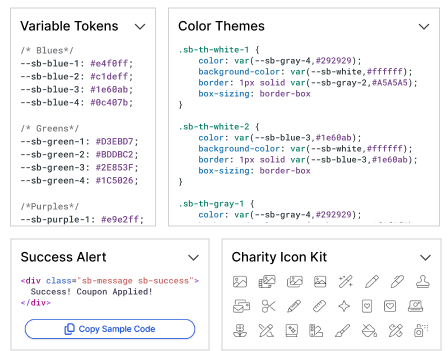 Variable Tokens
/* Blues*/
--sb-blue-1: #e4f0ff;
--sb-blue-2: #c1deff;
--sb-blue-3: #1e60ab;
--sb-blue-4: #0c407b;
/* Greens*/
--sb-green-1: #D3EBD7;
--sb-green-2: #BDDBC2;
--sb-green-3: #2E853F;
--sb-green-4: #1C5026;
/*Purples*/
--sb-purple-1: #e9e2ff;
Color Themes
.sb-th-white-1 {
color: var(--sb-gray-4,#292929);
background-color: var(--sb-white,#ffffff);
border: 1px solid var(--sb-gray-2,#A5A5A5);
box-sizing: border-box
}
.sb-th-white-2 {
color: var(--sb-blue-3,#1e60ab);
background-color: var(--sb-white,#ffffff);
border: 1px solid var(--sb-blue-3,#1e60ab);
box-sizing: border-box
}
.sb-th-gray-1 {
color: var(--sb-gray-4,#292929);
Success Alert
<div class="sb-message sb-success">
Success! Coupon Applied!
</div>
Copy Sample Code
Charity Icon Kit